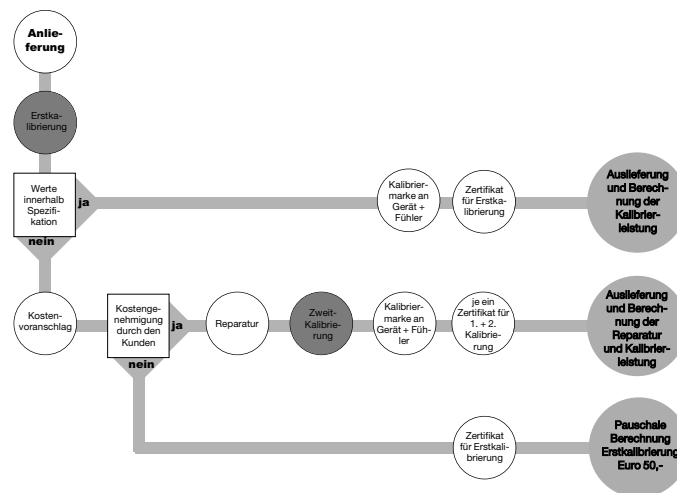 Anlie-
ferung
Erstka-
librierung
Werte
innerhalb
Spezifi-
kation
ja
nein
Kalibrier-
marke an
Gerät +
Fühler
Zertifikat
für Erstka-
librierung
Auslieferung
und Berech-
nung der
Kalibrier-
leistung
Kosten-
voranschlag
Kostenge-
nehmigung
durch den
Kunden
ja
nein
Reparatur
Zweit-
Kalibrie-
rung
Kalibrier-
marke an
Gerät + Füh-
ler
je ein
Zertifikat für
1. + 2.
Kalibrie-
rung
Auslieferung
und Berech-
nung der
Reparatur
und Kalibrier-
leistung
Zertifikat
für Erstkali-
brierung
Pauschale
Berechnung
Erstkalibrierung
Euro 50,-